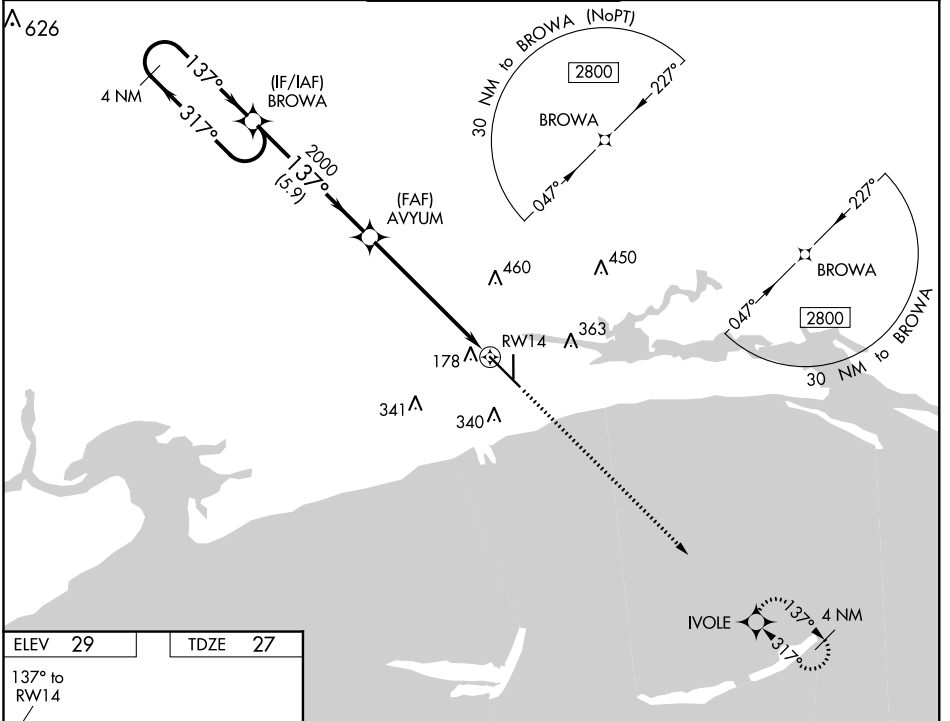 626
137°
4 NM
317°
(IF/IAF)
BROWA
2000
137°
(5.9)
(FAF)
AVYUM
30 NM to BROWA (NoPT)
2800
227°
BROWA
047°
227°
BROWA
047°
2800
30 NM to BROWA
460
450
363
RW14
178
341
340
IVOLE
137°
4 NM
317°
ELEV 29
TDZE 27
137° to
RW14